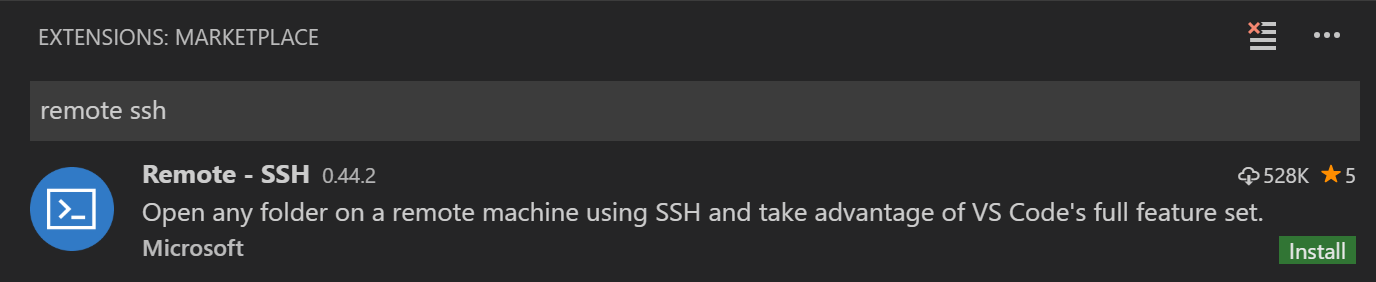 EXTENSIONS: MARKETPLACE
remote ssh
Remote - SSH 0.44.2 528K 5
Open any folder on a remote machine using SSH and take advantage of VS Code's full feature set.
Microsoft Install